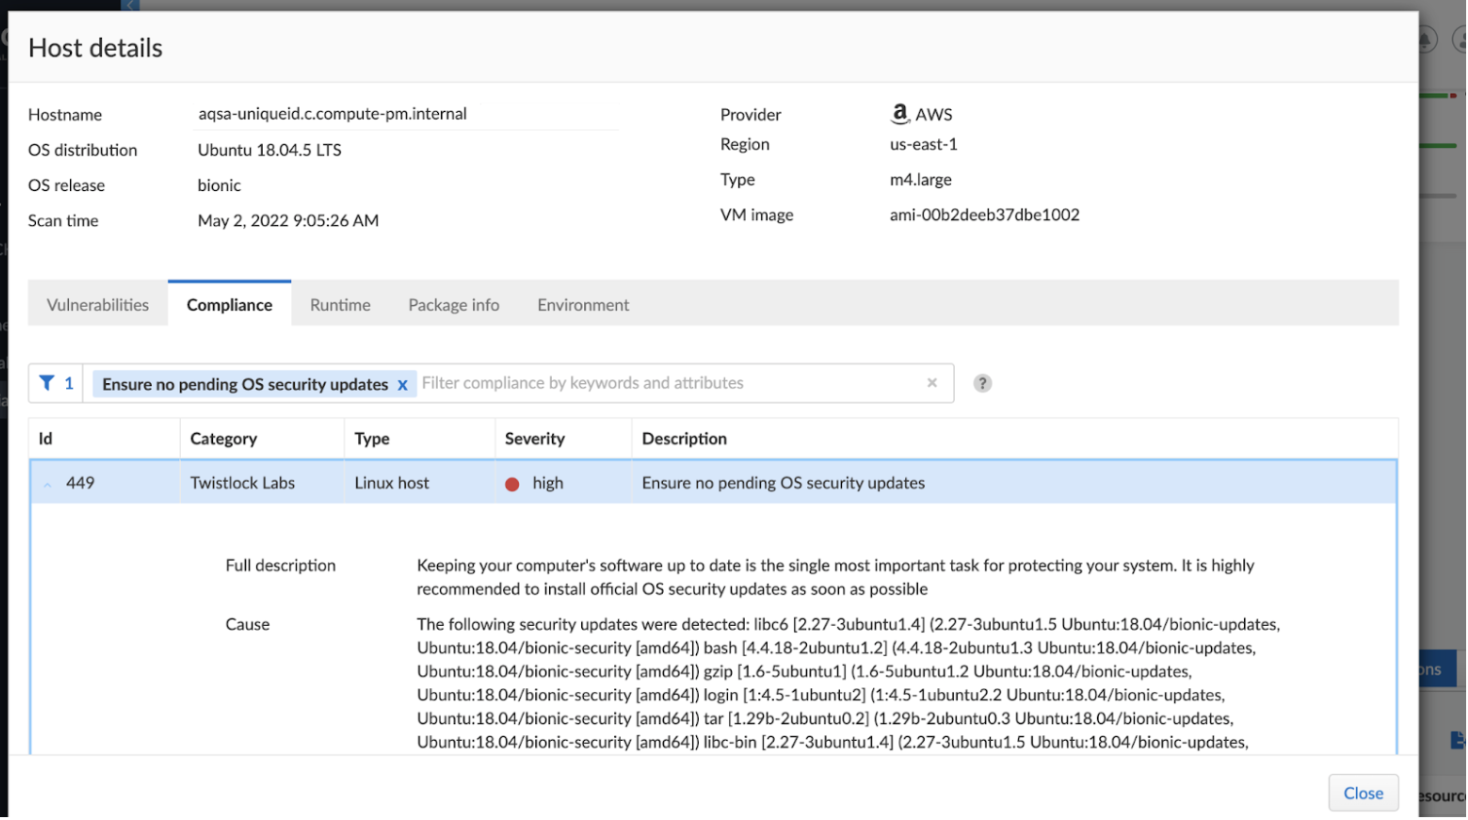 Host details
Hostname aqsa-uniqueid.c.compute-pm.internal
OS distribution Ubuntu 18.04.5 LTS
OS release bionic
Scan time May 2, 2022 9:05:26 AM
Provider AWS
Region us-east-1
Type m4.large
VM image ami-00b2deeb37dbe1002
Vulnerabilities Compliance Runtime Package info Environment
1 Ensure no pending OS security updates x Filter compliance by keywords and attributes × ?
Id Category Type Severity Description
449 Twistlock Labs Linux host high Ensure no pending OS security updates
Full description Keeping your computer's software up to date is the single most important task for protecting your system. It is highly
recommended to install official OS security updates as soon as possible
Cause The following security updates were detected: libc6 [2.27-3ubuntu1.4] (2.27-3ubuntu1.5 Ubuntu:18.04/bionic-updates,
Ubuntu:18.04/bionic-security [amd64]) bash [4.4.18-2ubuntu1.2] (4.4.18-2ubuntu1.3 Ubuntu:18.04/bionic-updates,
Ubuntu:18.04/bionic-security [amd64]) gzip [1.6-5ubuntu1] (1.6-5ubuntu1.2 Ubuntu:18.04/bionic-updates,
Ubuntu:18.04/bionic-security [amd64]) login [1:4.5-1ubuntu2] (1:4.5-1ubuntu2.2 Ubuntu:18.04/bionic-updates,
Ubuntu:18.04/bionic-security [amd64]) tar [1.29b-2ubuntu0.2] (1.29b-2ubuntu0.3 Ubuntu:18.04/bionic-updates,
Ubuntu:18.04/bionic-security [amd64]) libc-bin [2.27-3ubuntu1.4] (2.27-3ubuntu1.5 Ubuntu:18.04/bionic-updates,
Close